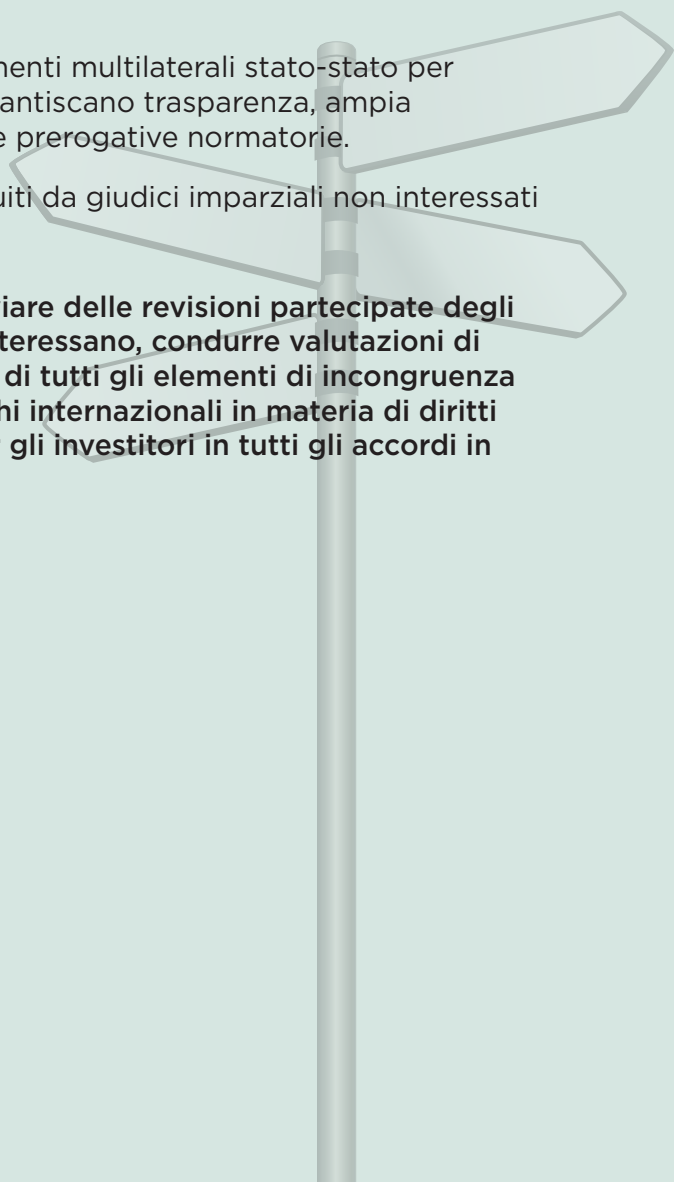 menti multilaterali stato-stato per
antiscano trasparenza, ampia
e prerogative normatorie.
uiti da giudici imparziali non interessati
iare delle revisioni partecipate degli
teressano, condurre valutazioni di
di tutti gli elementi di incongruenza
hi internazionali in materia di diritti
gli investitori in tutti gli accordi in